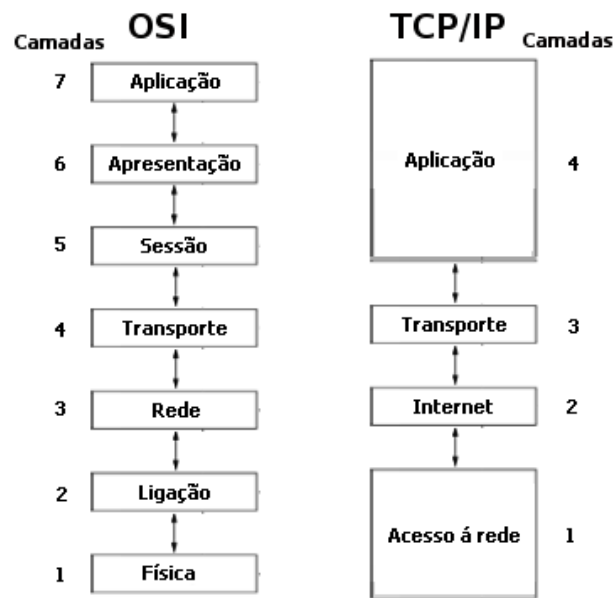 OSI
Camadas
7 Aplicação
6 Apresentação
5 Sessão
4 Transporte
3 Rede
2 Ligação
1 Física
TCP/IP
Camadas
Aplicação 4
Transporte 3
Internet 2
Acesso á rede 1